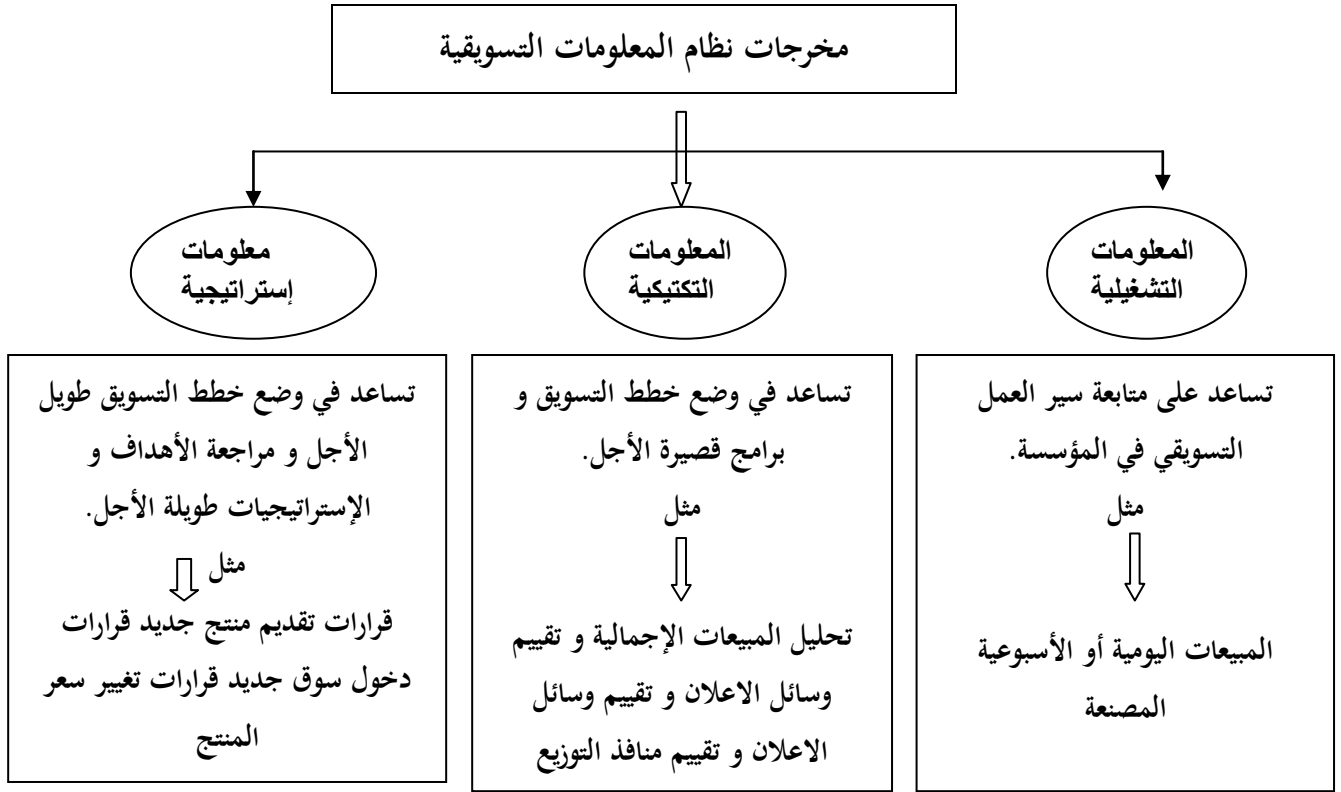 مخرجات نظام المعلومات التسويقية
المعلومات
التشغيلية
المعلومات
التكتيكية
معلومات
إستراتيجية
تساعد على متابعة سير العمل
التسويقي في المؤسسة.
مثل
المبيعات اليومية أو الأسبوعية
المصنعة
تساعد في وضع خطط التسويق و
برامج قصيرة الأجل.
مثل
تحليل المبيعات الإجمالية و تقييم
وسائل الاعلان و تقييم وسائل
الاعلان و تقييم منافذ التوزيع
تساعد في وضع خطط التسويق طويل
الأجل و مراجعة الأهداف و
الإستراتيجيات طويلة الأجل.
مثل
قرارات تقديم منتج جديد قرارات
دخول سوق جديد قرارات تغيير سعر
المنتج